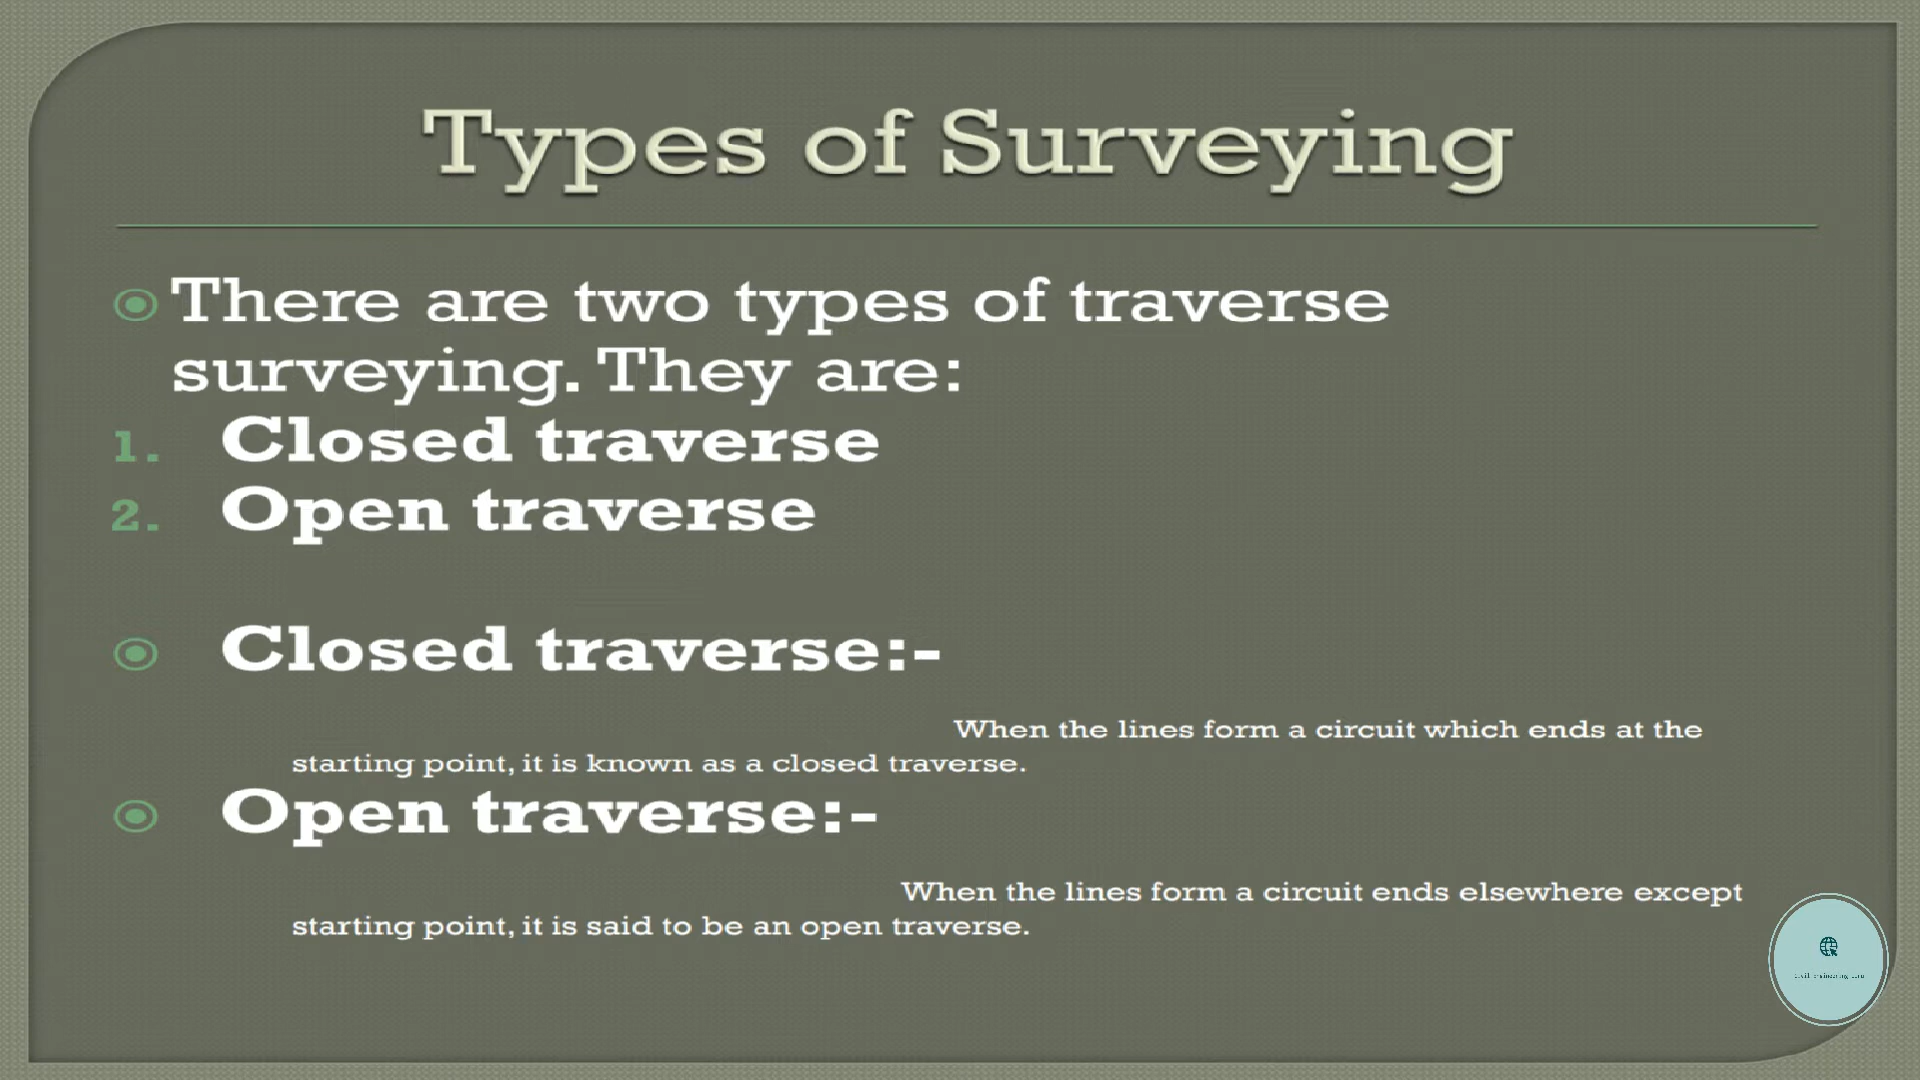 Types of Surveying
There are two types of traverse
surveying. They are:
1. Closed traverse
2. Open traverse
Closed traverse:-
When the lines form a circuit which ends at the
starting point, it is known as a closed traverse.
Open traverse:-
When the lines form a circuit ends elsewhere except
starting point, it is said to be an open traverse.
civil engineering